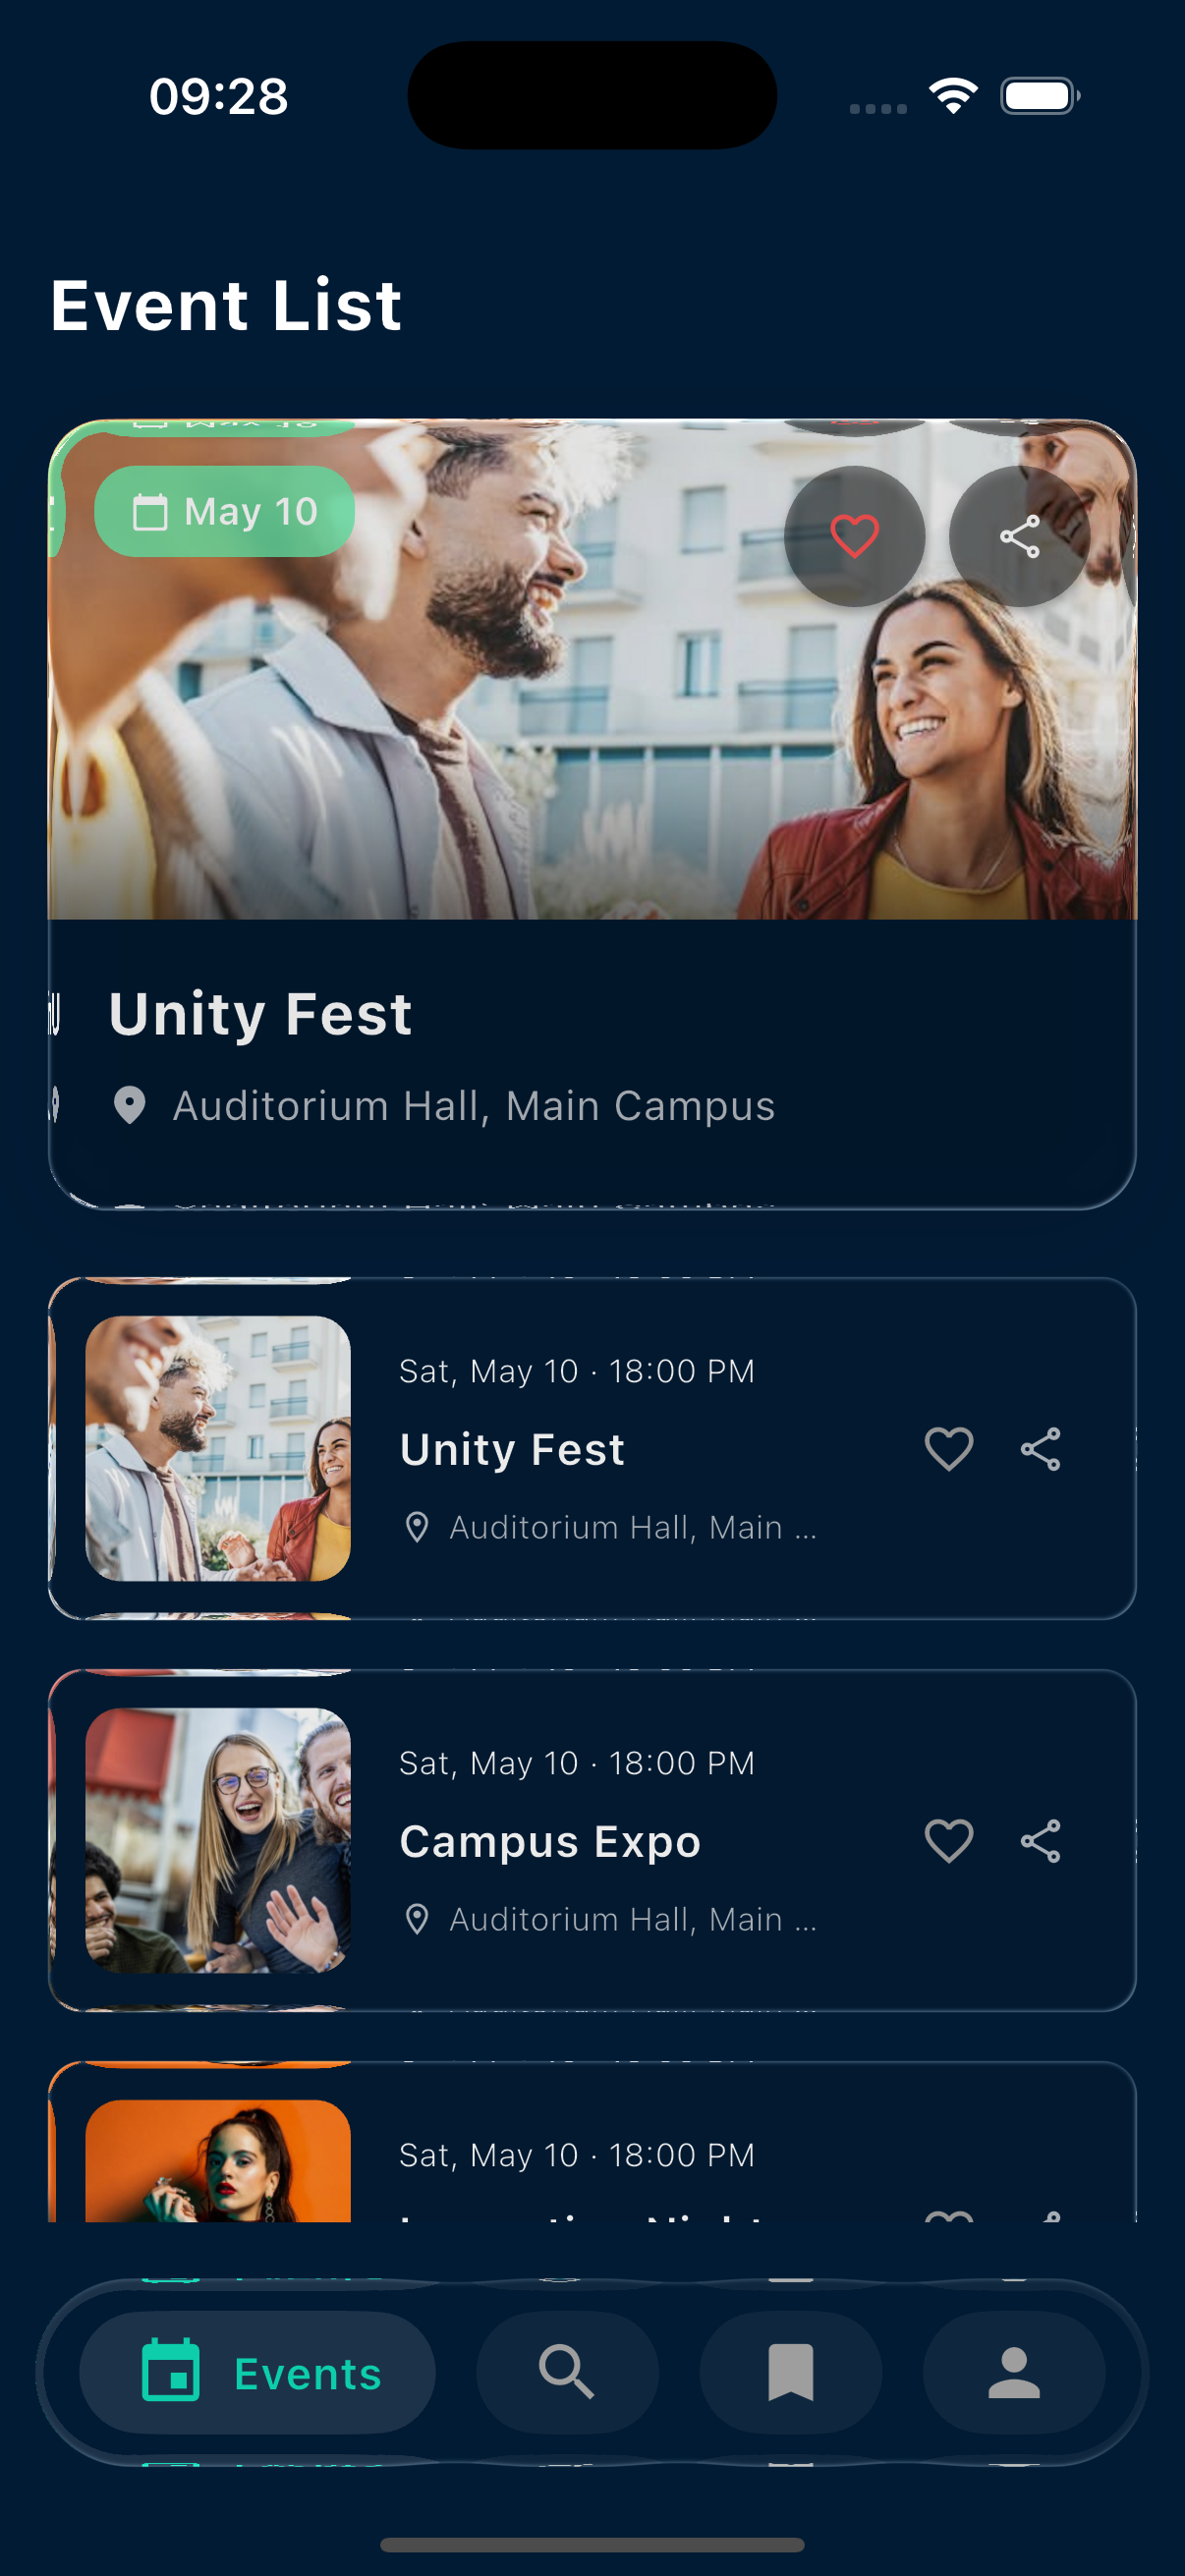 09:28
Event List
May 10
Unity Fest
Auditorium Hall, Main Campus
Sat, May 10 · 18:00 PM
Unity Fest
Auditorium Hall, Main ...
Sat, May 10 · 18:00 PM
Campus Expo
Auditorium Hall, Main ...
Sat, May 10 · 18:00 PM
Events